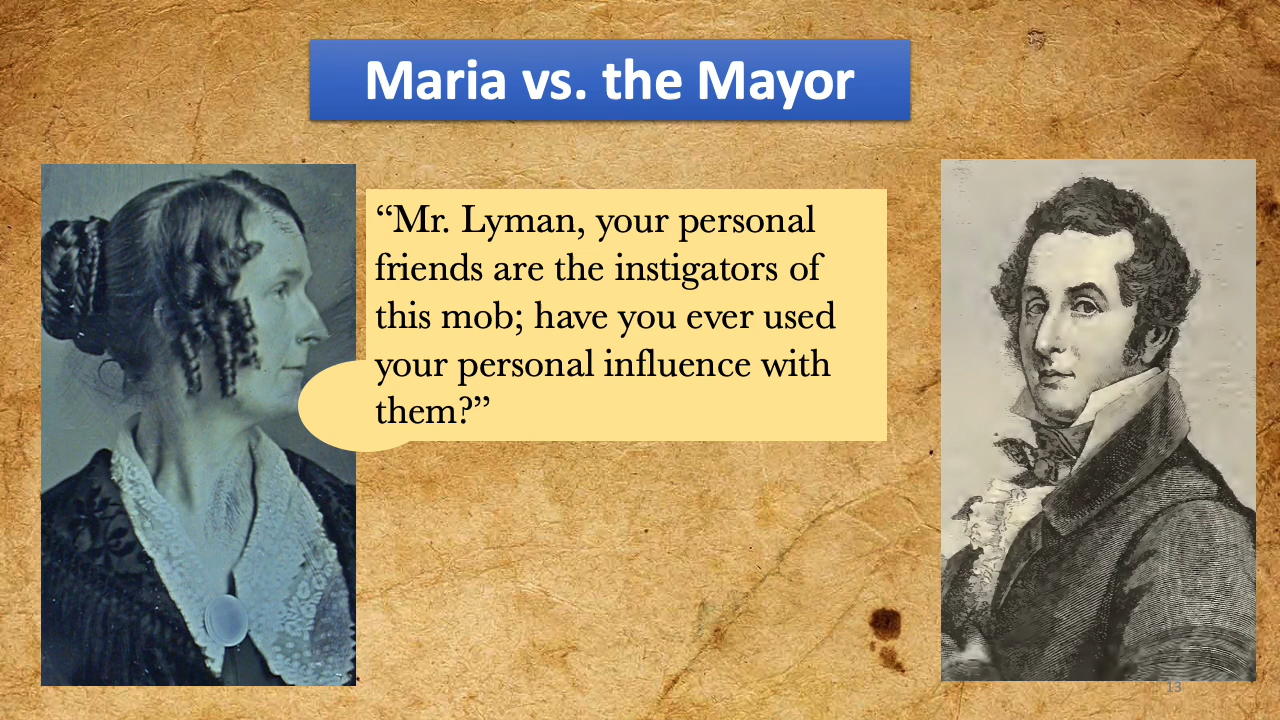 Maria vs. the Mayor
“Mr. Lyman, your personal
friends are the instigators of
this mob; have you ever used
your personal influence with
them?”
13